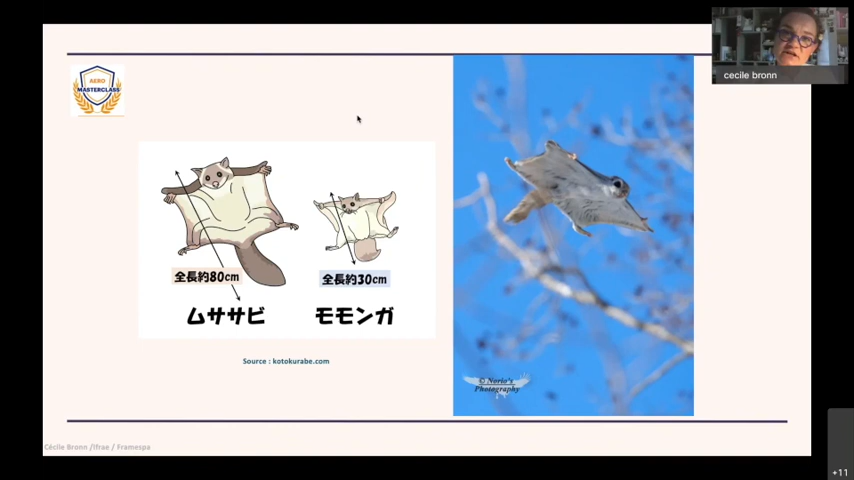 AERO
MASTERCLASS
cecile bronn
全長約80cm
全長約30cm
ムササビ
モモンガ
Source : kotokurabe.com
© Norio's
Photography
Cécile Bronn /Ifrae / Framespa
+11